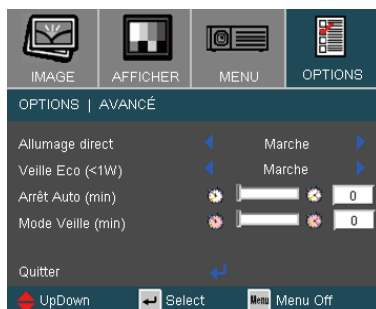 IMAGE AFFICHER MENU OPTIONS
OPTIONS | AVANCÉ
Allumage direct Marche
Veille Eco (<1W) Marche
Arrêt Auto (min) 0
Mode Veille (min) 0
Quitter
UpDown Select Menu Menu Off